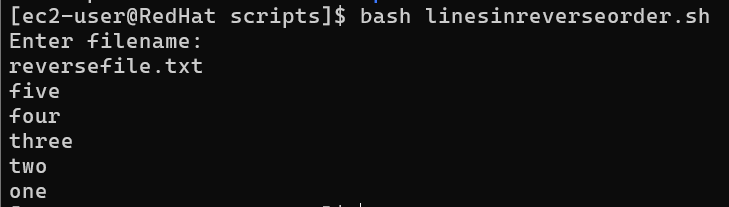 [ec2-user@RedHat scripts]$ bash linesinreverseorder.sh
Enter filename:
reversefile.txt
five
four
three
two
one